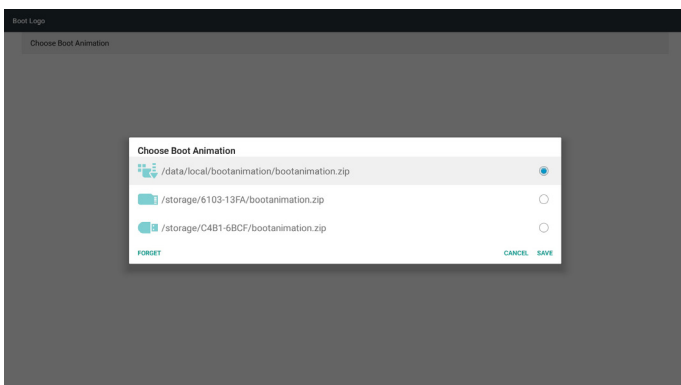 Boot Logo
Choose Boot Animation
Choose Boot Animation
/data/local/bootanimation/bootanimation.zip
/storage/6103-13FA/bootanimation.zip
/storage/C4B1-6BCF/bootanimation.zip
FORGET CANCEL SAVE